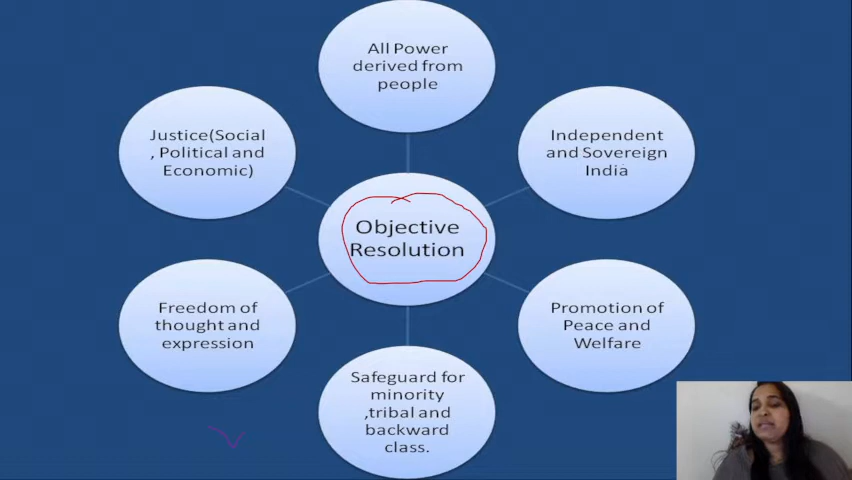 All Power
derived from
people
Justice(Social
, Political and
Economic)
Independent
and Sovereign
India
Objective
Resolution
Freedom of
thought and
expression
Promotion of
Peace and
Welfare
Safeguard for
minority
,tribal and
backward
class.